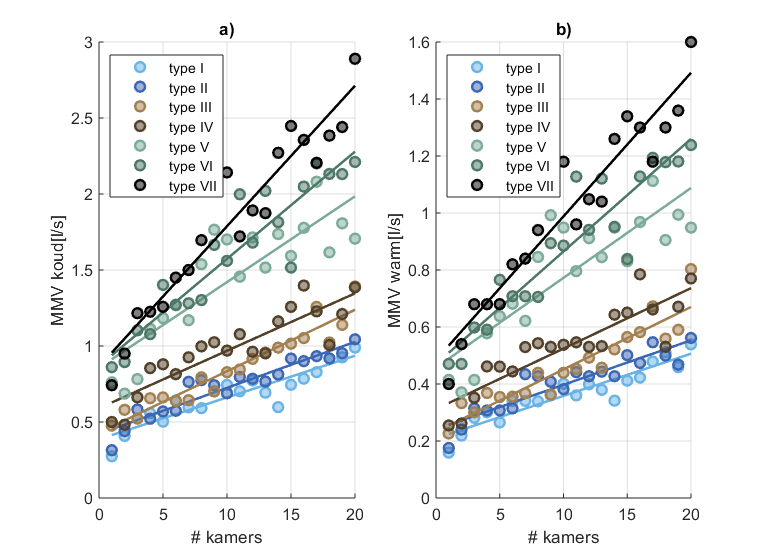 a)
MMV koud[l/s]
3
2.5
2
1.5
1
0.5
0
type I
type II
type III
type IV
type V
type VI
type VII
0 5 10 15 20
# kamers
b)
MMV warm[l/s]
1.6
1.4
1.2
1
0.8
0.6
0.4
0.2
0
type I
type II
type III
type IV
type V
type VI
type VII
0 5 10 15 20
# kamers